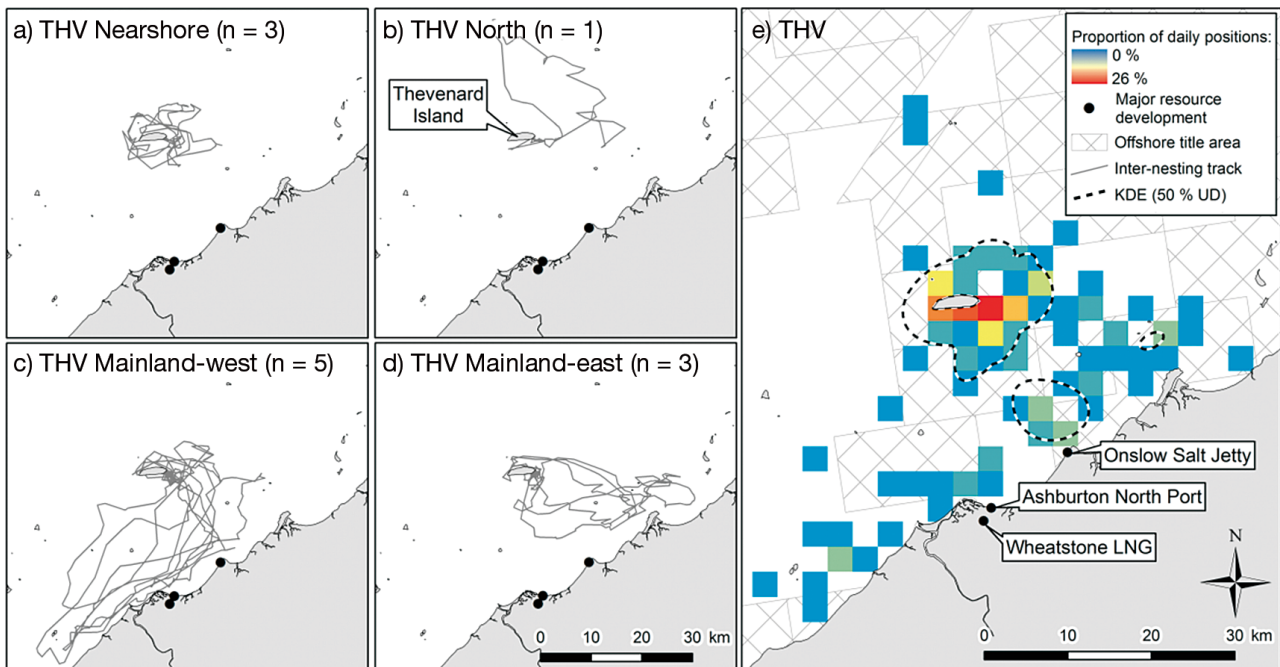 a) THV Nearshore (n = 3)
b) THV North (n = 1)
Thevenard
Island
c) THV Mainland-west (n = 5)
d) THV Mainland-east (n = 3)
0 10 20 30 km
e) THV
Proportion of daily positions:
0 %
26 %
Major resource
development
Offshore title area
Inter-nesting track
KDE (50 % UD)
Onslow Salt Jetty
Ashburton North Port
Wheatstone LNG
N
0 10 20 30 km